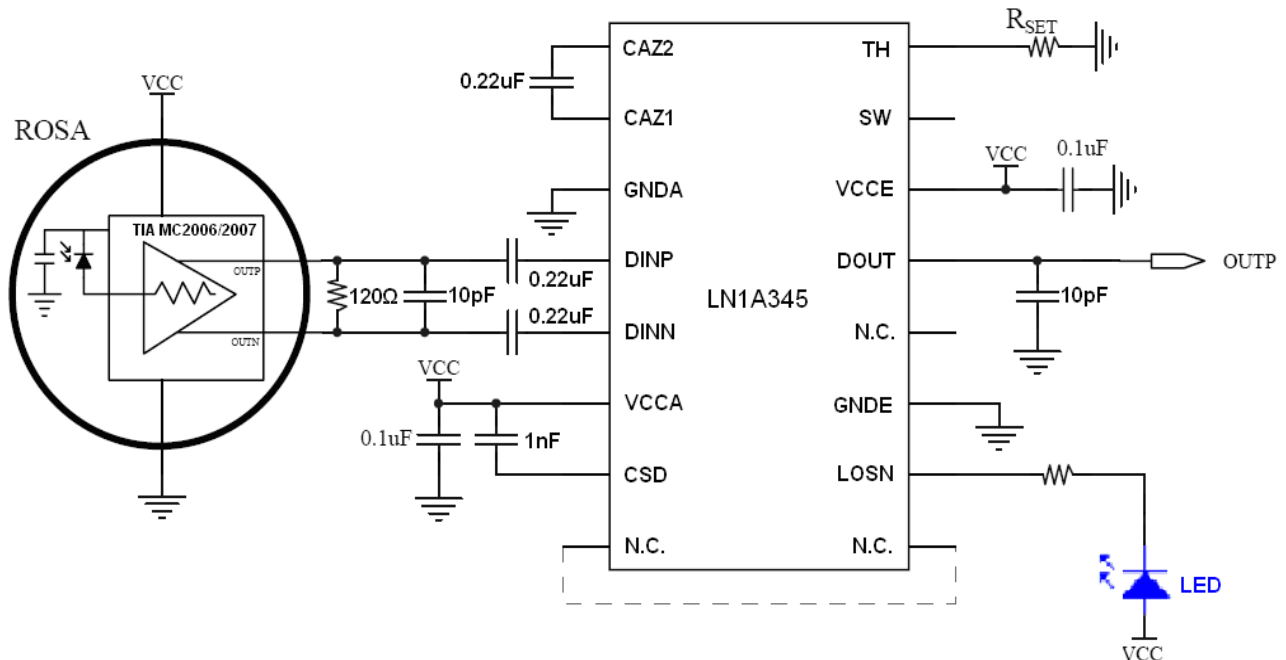 ROSA
VCC
TIA MC2006/2007
OUTP
OUTN
120Ω
10pF
0.22uF
0.22uF
0.22uF
VCC
0.1uF
1nF
CAZ2
CAZ1
GNDA
DINP
DINN
VCCA
CSD
N.C.
LN1A345
TH
SW
VCCE
DOUT
N.C.
GNDE
LOSN
N.C.
RSET
VCC
0.1uF
OUTP
10pF
LED
VCC